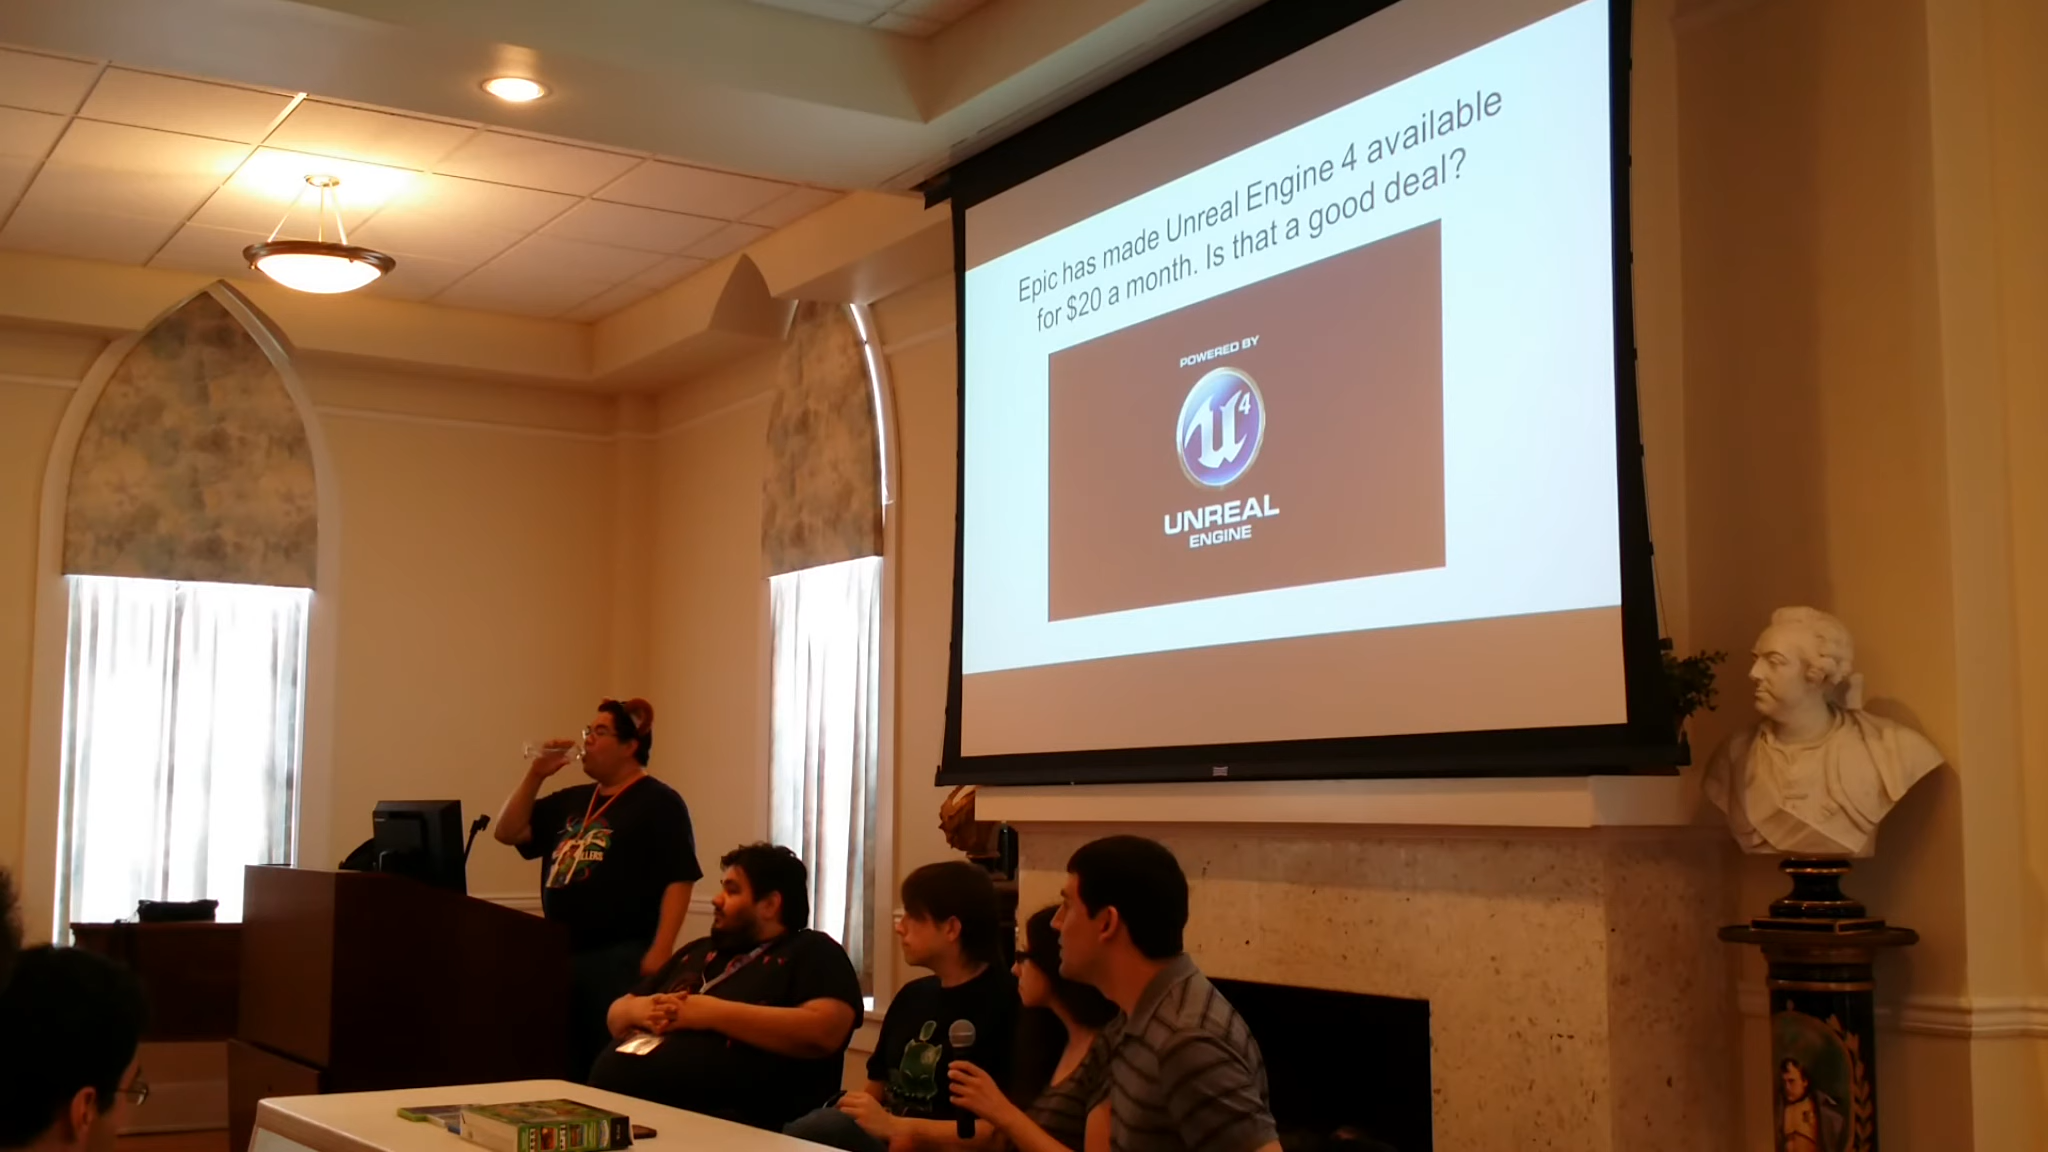 Epic has made Unreal Engine 4 available
for $20 a month. Is that a good deal?
POWERED BY
U4
UNREAL
ENGINE